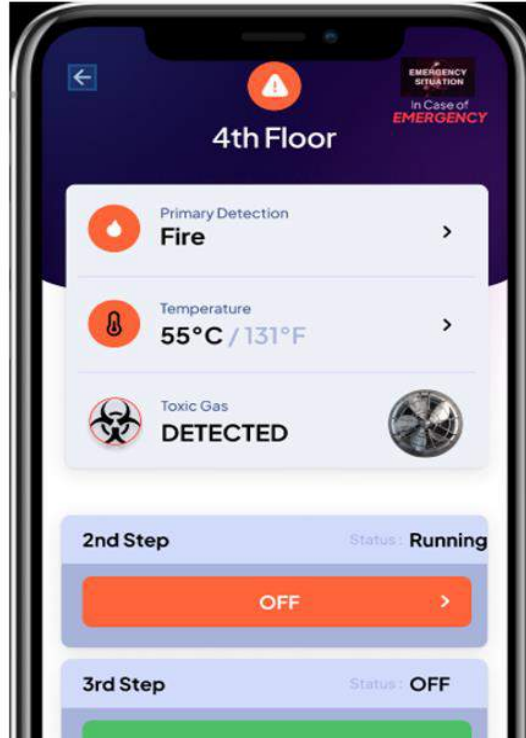 EMERGENCY
SITUATION
In Case of
EMERGENCY
4th Floor
Primary Detection
Fire
Temperature
55°C / 131°F
Toxic Gas
DETECTED
2nd Step
Status : Running
OFF
3rd Step
Status : OFF